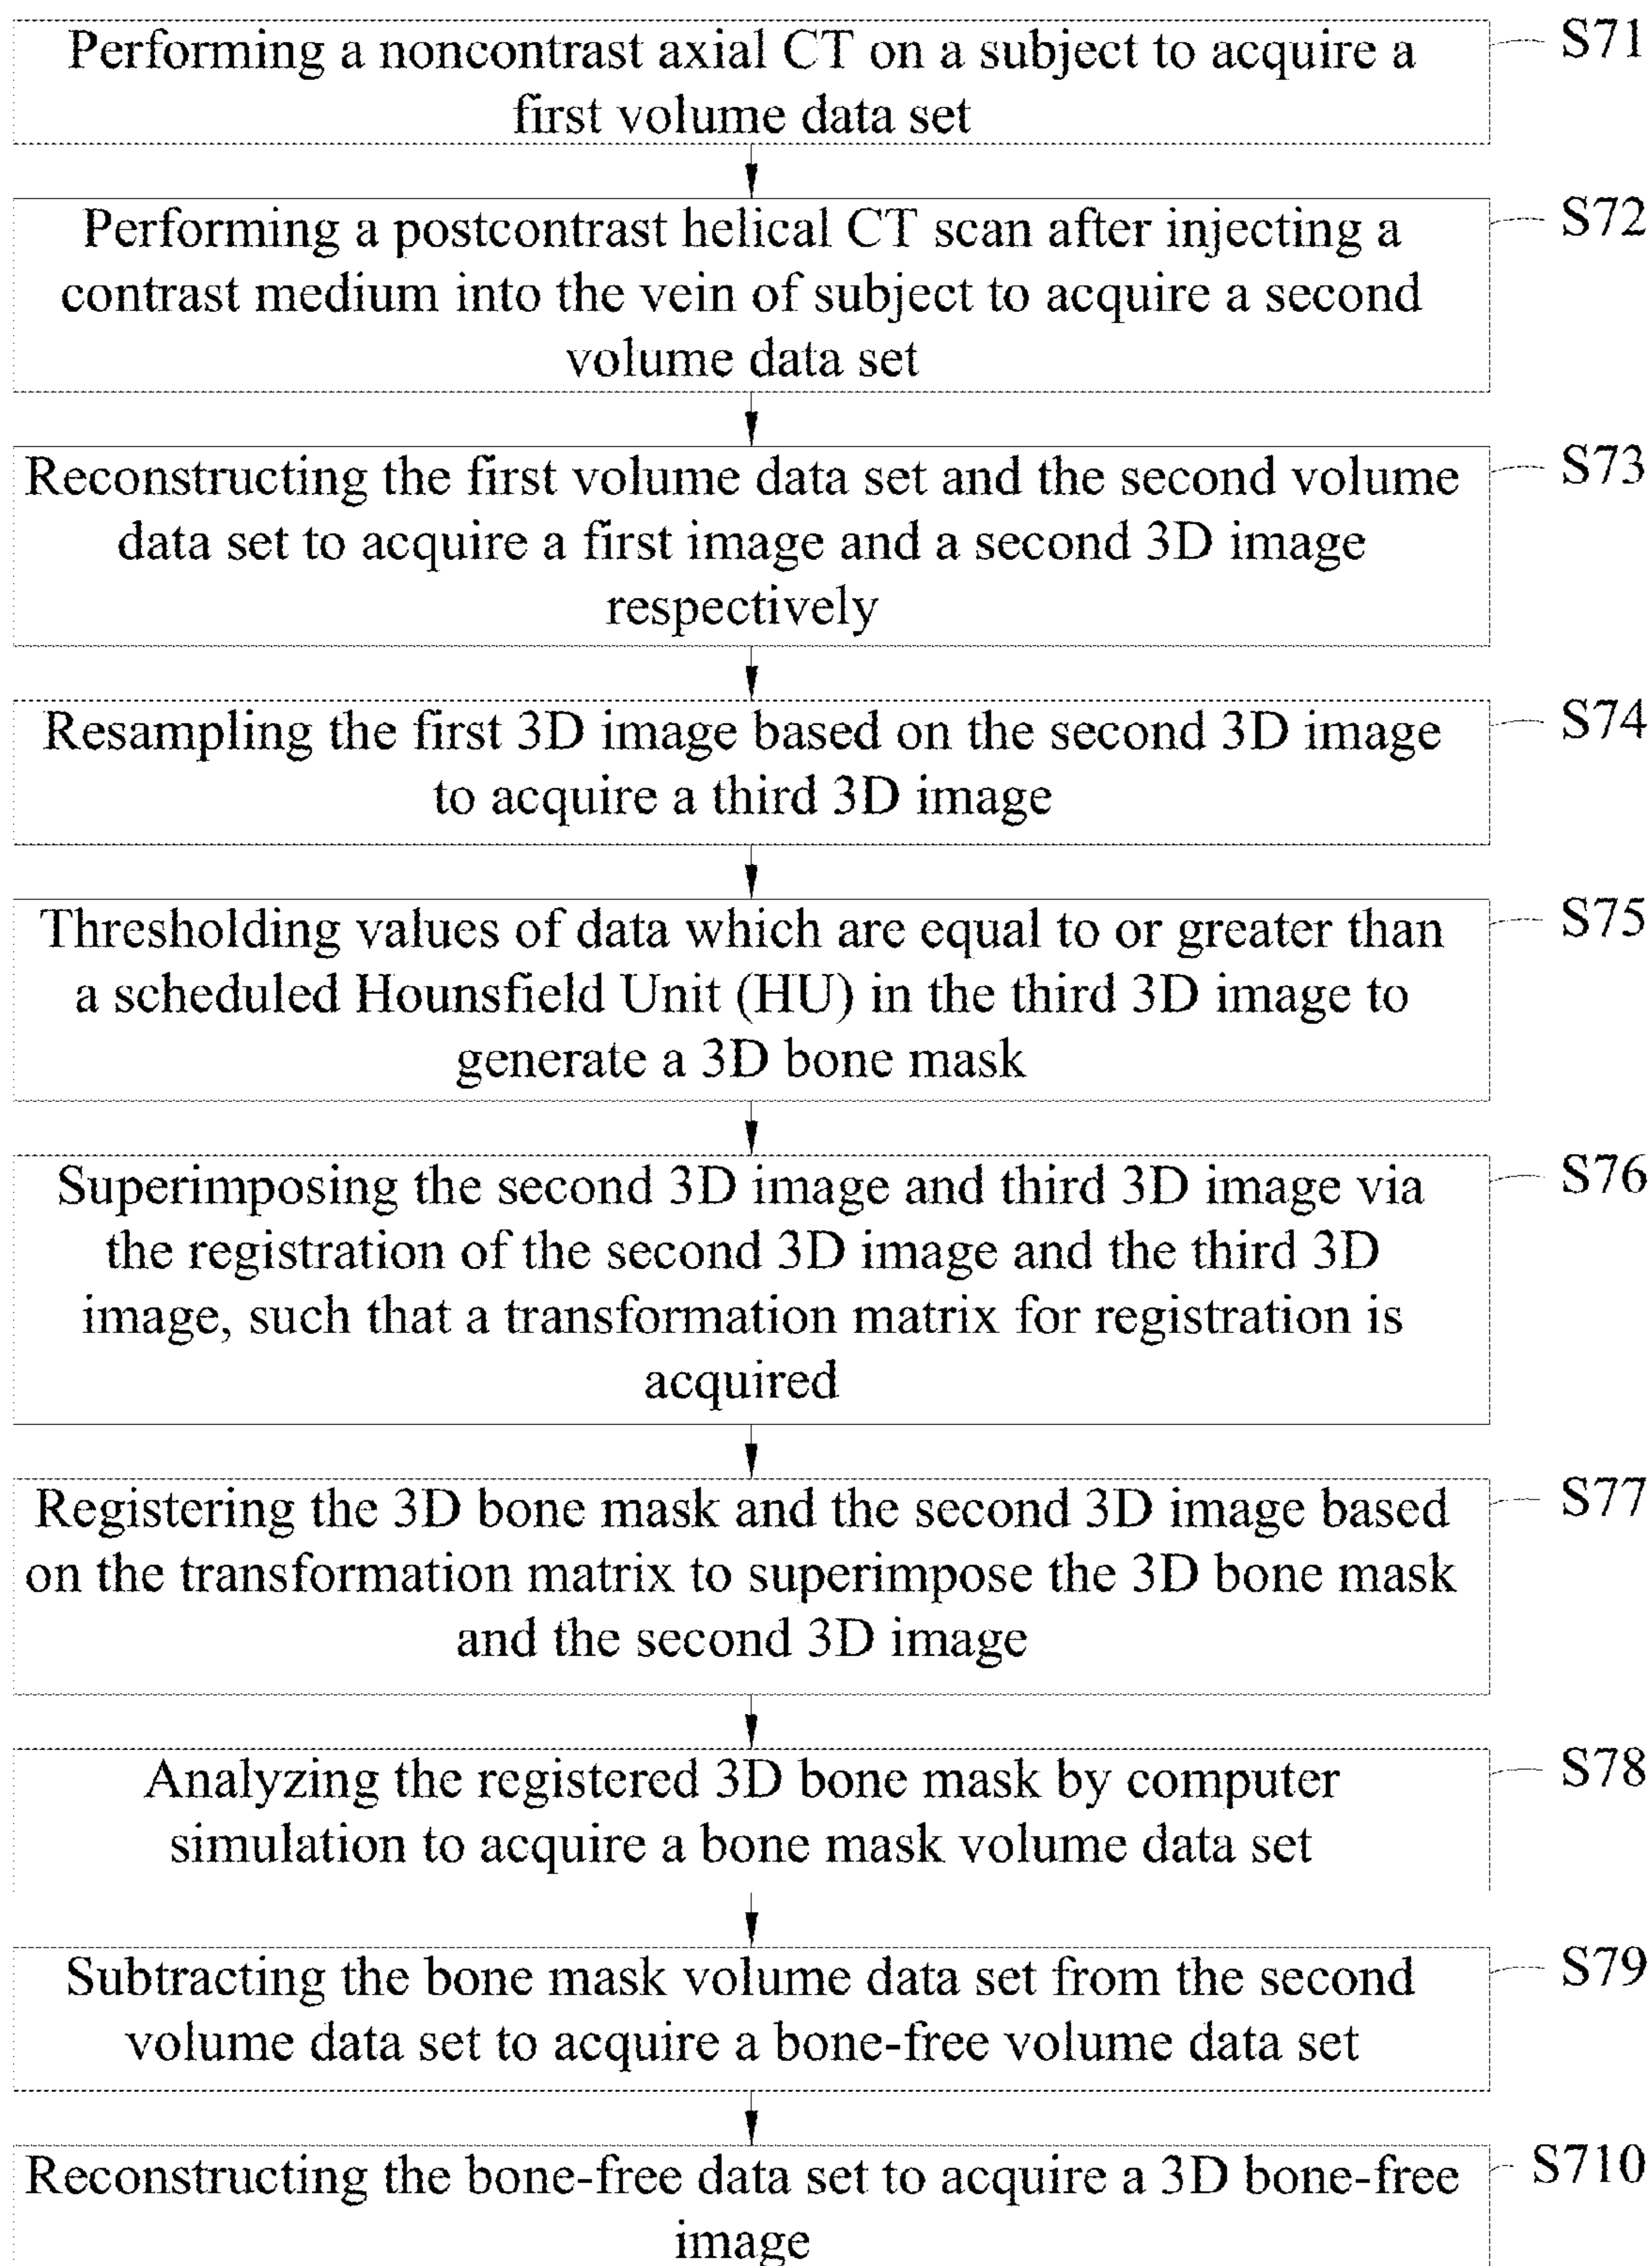 Performing a noncontrast axial CT on a subject to acquire a
first volume data set
S71
Performing a postcontrast helical CT scan after injecting a
contrast medium into the vein of subject to acquire a second
volume data set
S72
Reconstructing the first volume data set and the second volume
data set to acquire a first image and a second 3D image
respectively
S73
Resampling the first 3D image based on the second 3D image
to acquire a third 3D image
S74
Thresholding values of data which are equal to or greater than
a scheduled Hounsfield Unit (HU) in the third 3D image to
generate a 3D bone mask
S75
Superimposing the second 3D image and third 3D image via
the registration of the second 3D image and the third 3D
image, such that a transformation matrix for registration is
acquired
S76
Registering the 3D bone mask and the second 3D image based
on the transformation matrix to superimpose the 3D bone mask
and the second 3D image
S77
Analyzing the registered 3D bone mask by computer
simulation to acquire a bone mask volume data set
S78
Subtracting the bone mask volume data set from the second
volume data set to acquire a bone-free volume data set
S79
Reconstructing the bone-free data set to acquire a 3D bone-free
image
S710